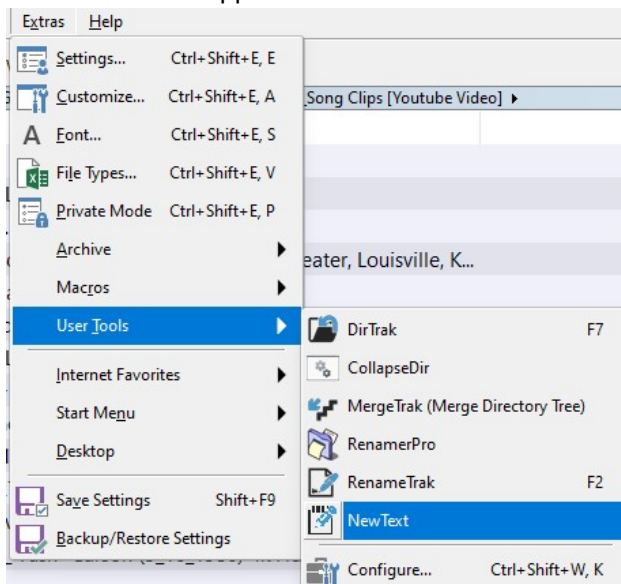 Extras Help
Settings... Ctrl+Shift+E, E
Customize... Ctrl+Shift+E, A
_Song Clips [Youtube Video]
Font... Ctrl+Shift+E, S
File Types... Ctrl+Shift+E, V
Private Mode Ctrl+Shift+E, P
Archive
eater, Louisville, K...
Macros
User Tools
DirTrak F7
CollapseDir
Internet Favorites
MergeTrak (Merge Directory Tree)
Start Menu
RenamerPro
Desktop
RenameTrak F2
Save Settings Shift+F9
NewText
Backup/Restore Settings
Configure... Ctrl+Shift+W, K